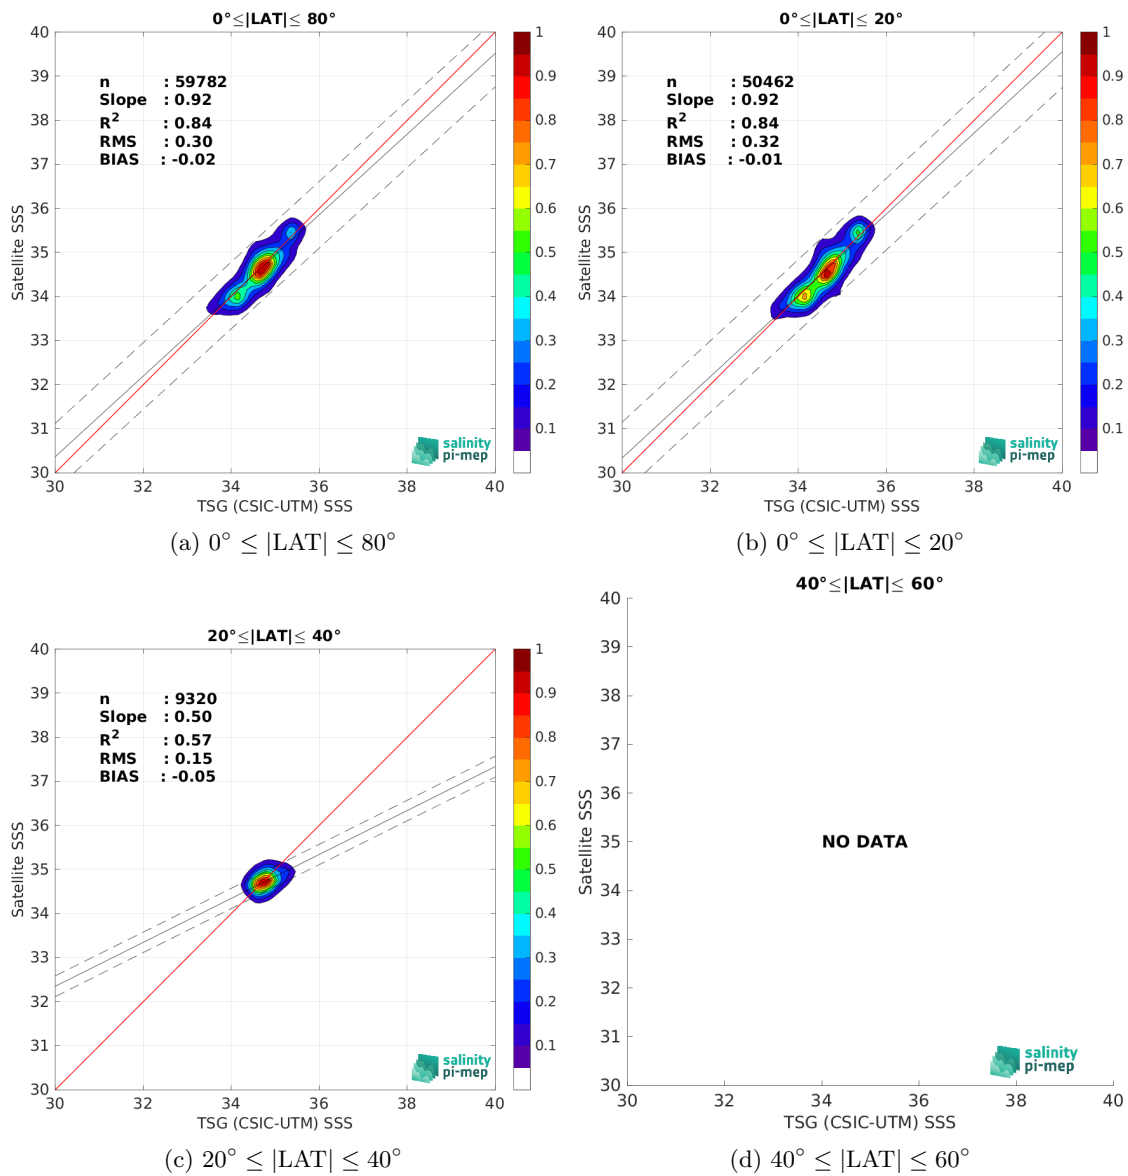 0°≤|LAT|≤ 80°
40
39
38
37
36
35
34
33
32
31
30
Satellite SSS
n : 59782
Slope : 0.92
R² : 0.84
RMS : 0.30
BIAS : -0.02
salinity
pi-mep
30 32 34 36 38 40
TSG (CSIC-UTM) SSS
1
0.9
0.8
0.7
0.6
0.5
0.4
0.3
0.2
0.1
(a) 0° ≤ |LAT| ≤ 80°
0°≤|LAT|≤ 20°
40
39
38
37
36
35
34
33
32
31
30
Satellite SSS
n : 50462
Slope : 0.92
R² : 0.84
RMS : 0.32
BIAS : -0.01
salinity
pi-mep
30 32 34 36 38 40
TSG (CSIC-UTM) SSS
1
0.9
0.8
0.7
0.6
0.5
0.4
0.3
0.2
0.1
(b) 0° ≤ |LAT| ≤ 20°
20°≤|LAT|≤ 40°
40
39
38
37
36
35
34
33
32
31
30
Satellite SSS
n : 9320
Slope : 0.50
R² : 0.57
RMS : 0.15
BIAS : -0.05
salinity
pi-mep
30 32 34 36 38 40
TSG (CSIC-UTM) SSS
1
0.9
0.8
0.7
0.6
0.5
0.4
0.3
0.2
0.1
(c) 20° ≤ |LAT| ≤ 40°
40°≤|LAT|≤ 60°
40
39
38
37
36
35
34
33
32
31
30
Satellite SSS
NO DATA
salinity
pi-mep
30 32 34 36 38 40
TSG (CSIC-UTM) SSS
(d) 40° ≤ |LAT| ≤ 60°